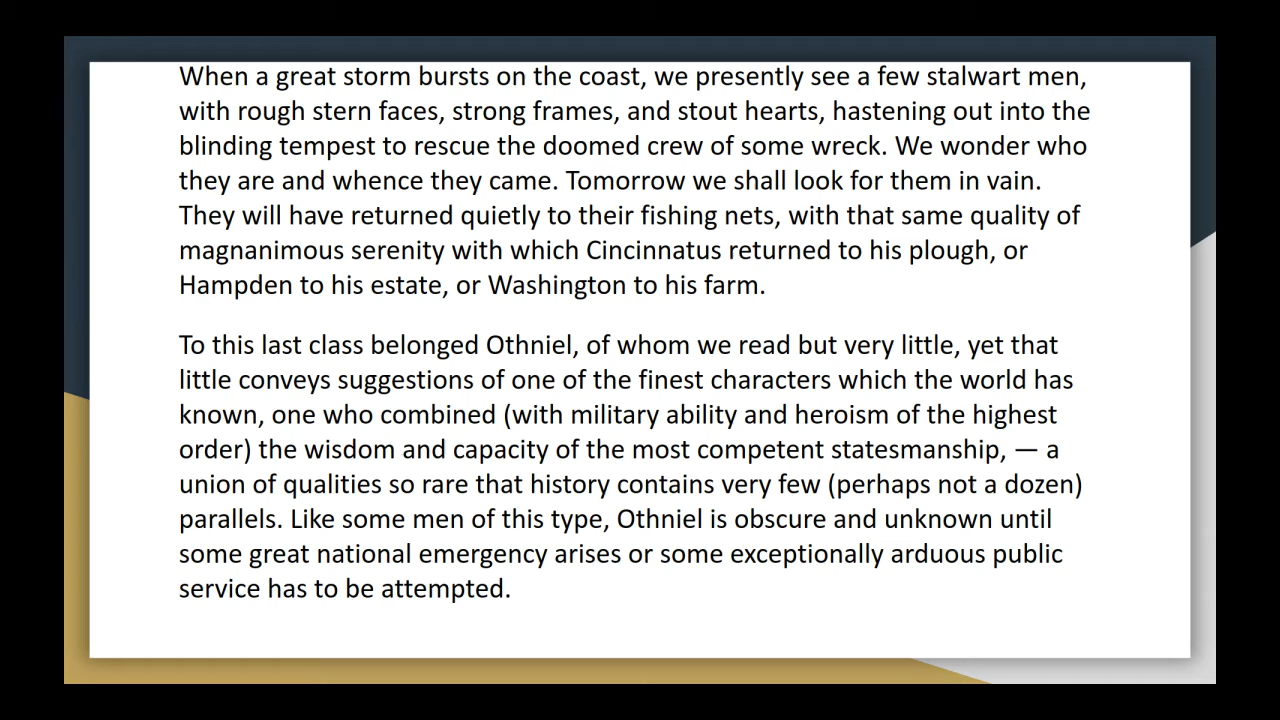 When a great storm bursts on the coast, we presently see a few stalwart men,
with rough stern faces, strong frames, and stout hearts, hastening out into the
blinding tempest to rescue the doomed crew of some wreck. We wonder who
they are and whence they came. Tomorrow we shall look for them in vain.
They will have returned quietly to their fishing nets, with that same quality of
magnanimous serenity with which Cincinnatus returned to his plough, or
Hampden to his estate, or Washington to his farm.
To this last class belonged Othniel, of whom we read but very little, yet that
little conveys suggestions of one of the finest characters which the world has
known, one who combined (with military ability and heroism of the highest
order) the wisdom and capacity of the most competent statesmanship, — a
union of qualities so rare that history contains very few (perhaps not a dozen)
parallels. Like some men of this type, Othniel is obscure and unknown until
some great national emergency arises or some exceptionally arduous public
service has to be attempted.